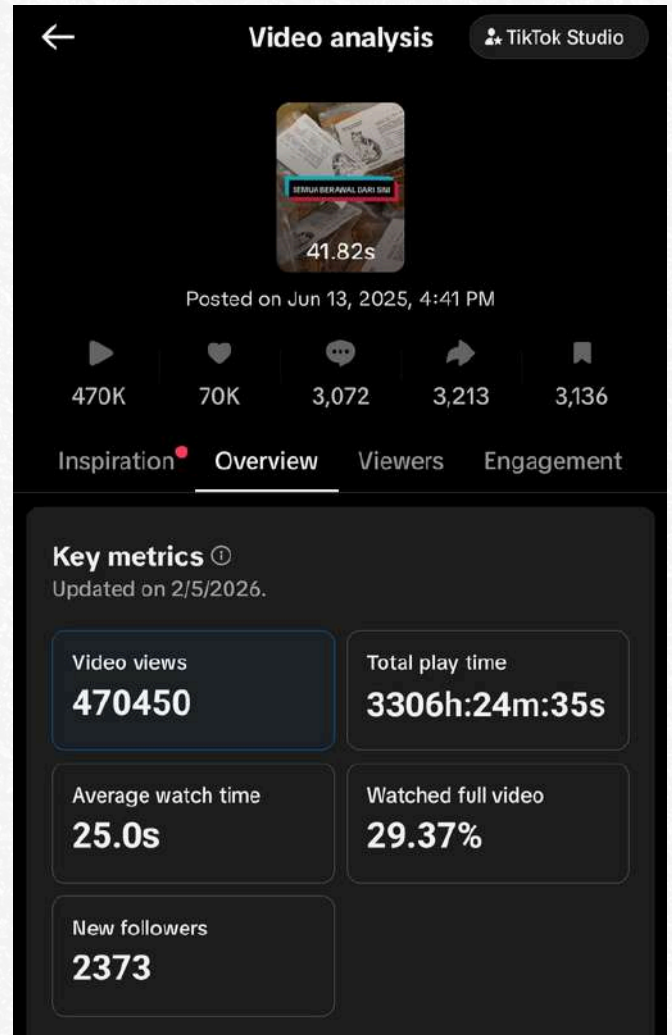 Video analysis
TikTok Studio
SEMUA BERAWAL DARI SINI
41.82s
Posted on Jun 13, 2025, 4:41 PM
470K 70K 3,072 3,213 3,136
Inspiration Overview Viewers Engagement
Key metrics
Updated on 2/5/2026.
Video views
470450
Total play time
3306h:24m:35s
Average watch time
25.0s
Watched full video
29.37%
New followers
2373